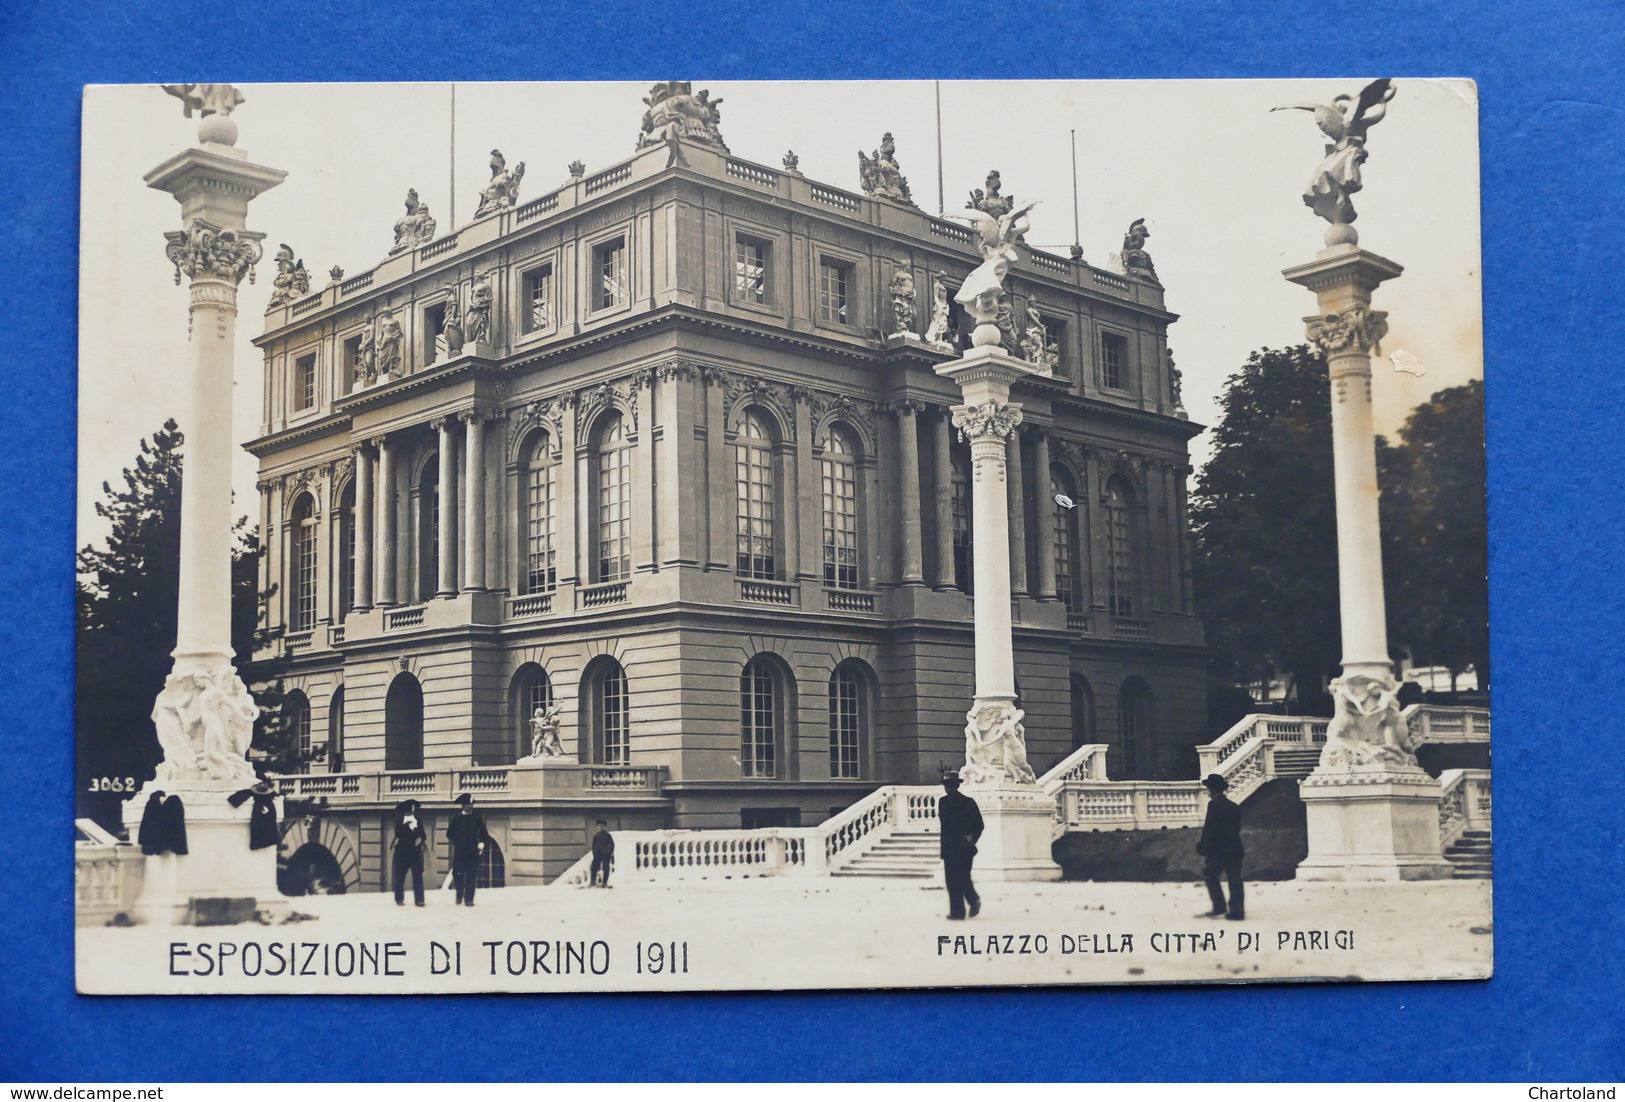 3062
ESPOSIZIONE DI TORINO 1911
PALAZZO DELLA CITTA' DI PARIGI
www.delcampe.net
Chartoland